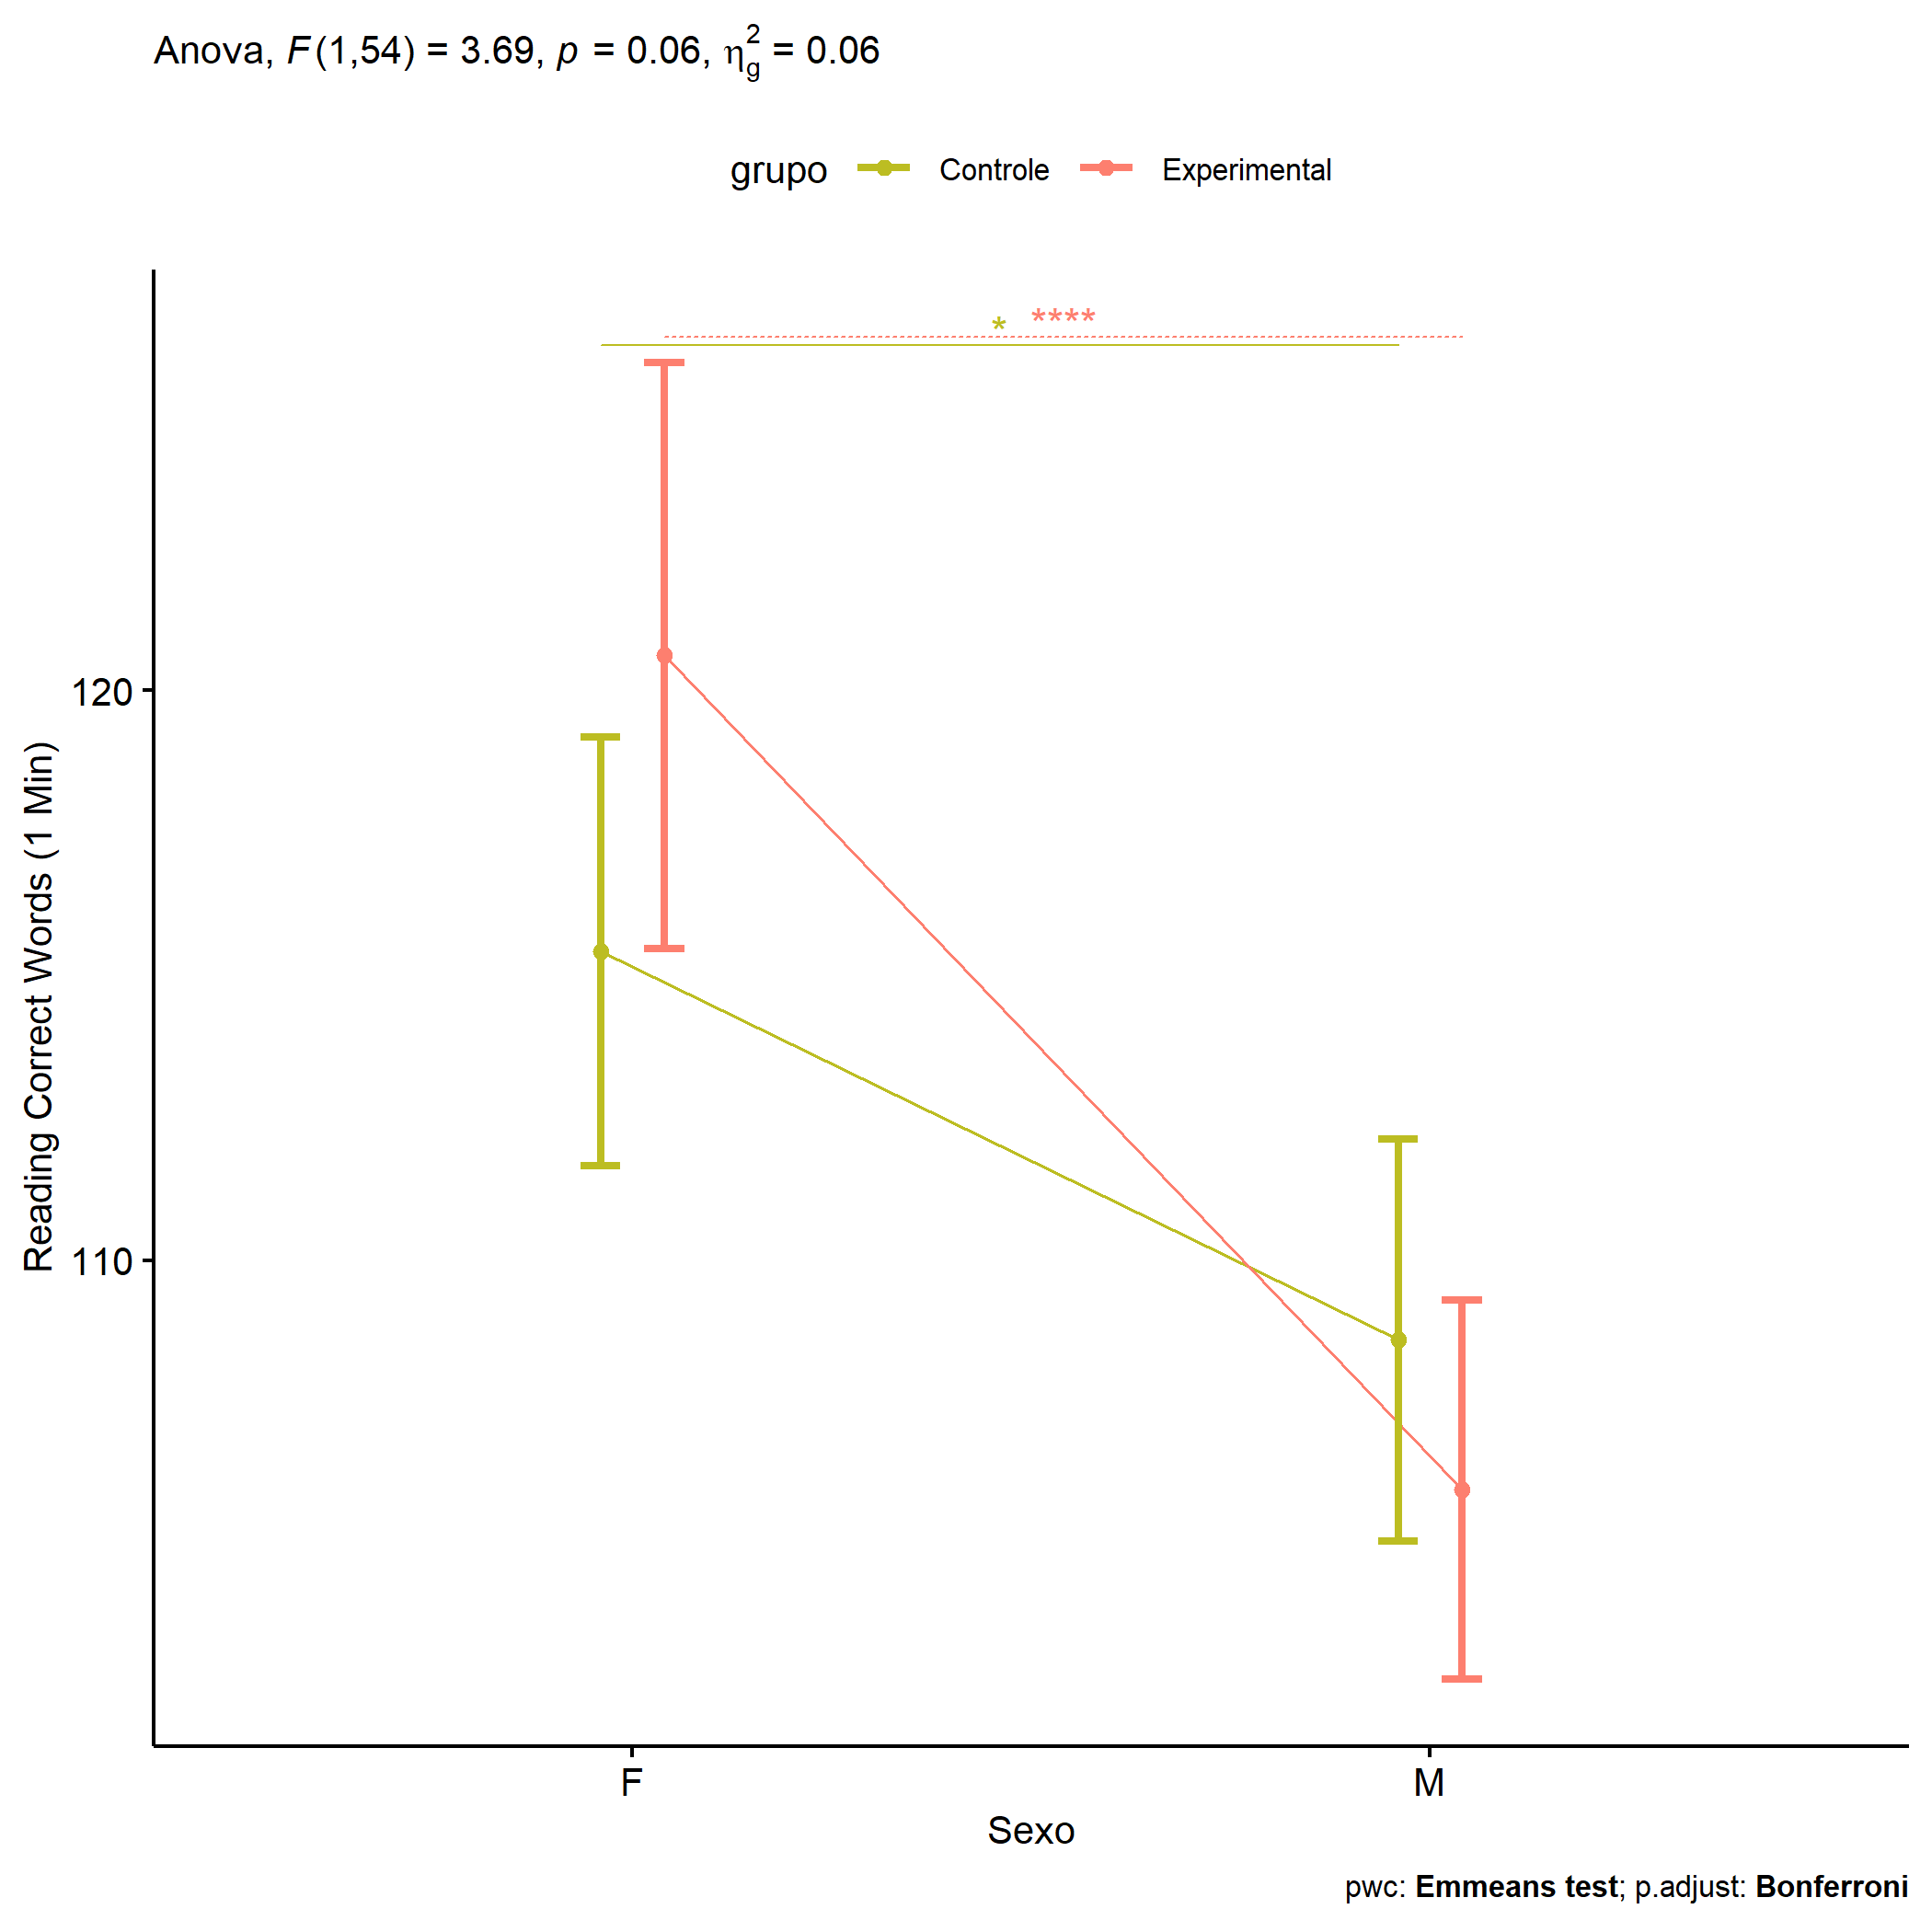 Anova, F(1,54) = 3.69, p = 0.06, η²g = 0.06
grupo Controle Experimental
* ****
120
110
Reading Correct Words (1 Min)
F M
Sexo
pwc: Emmeans test; p.adjust: Bonferroni